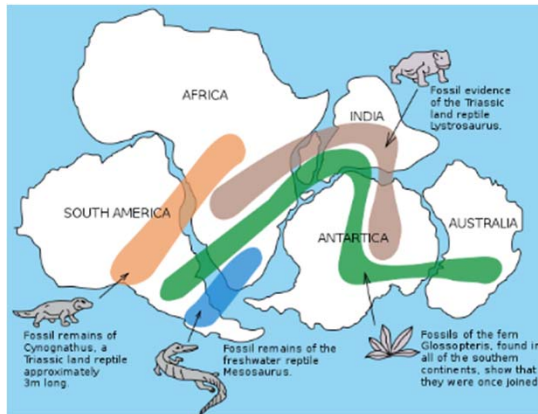 AFRICA
INDIA
Fossil evidence
of the Triassic
land reptile
Lystrosaurus.
SOUTH AMERICA
ANTARTICA
AUSTRALIA
Fossil remains of
Cynognathus, a
Triassic land reptile
approximately
3m long.
Fossil remains of the
freshwater reptile
Mesosaurus.
Fossils of the fern
Glossopteris, found in
all of the southern
continents, show that
they were once joined